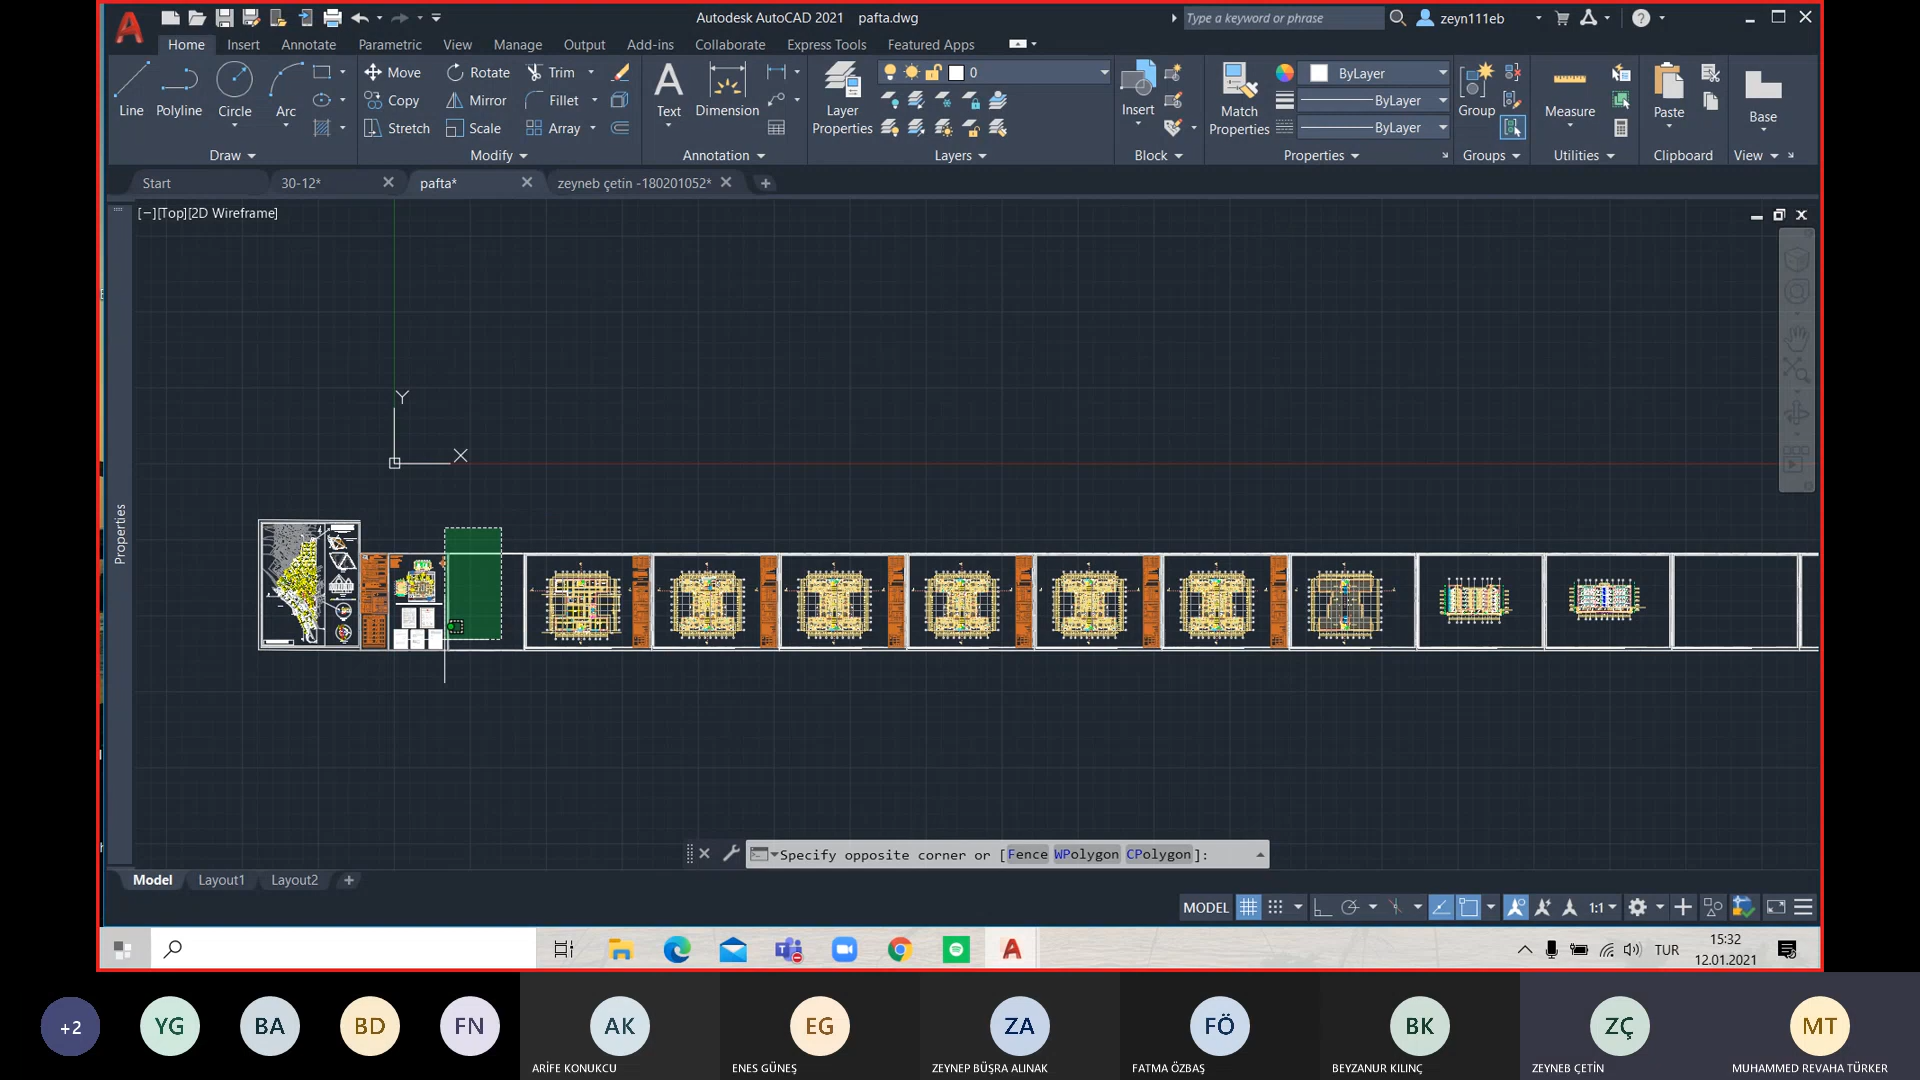 Autodesk AutoCAD 2021 pafta.dwg
Type a keyword or phrase
zeyn111eb
Home Insert Annotate Parametric View Manage Output Add-ins Collaborate Express Tools Featured Apps
Line Polyline Circle Arc
Move Rotate Trim
Copy Mirror Fillet
Stretch Scale Array
Text Dimension
Layer Properties
0
Insert
Match Properties
ByLayer
ByLayer
ByLayer
Group
Measure
Paste
Base
Draw Modify Annotation Layers Block Properties Groups Utilities Clipboard View
Start 30-12* pafta* zeyneb çetin -180201052*
[−][Top][2D Wireframe]
Properties
Y
X
Specify opposite corner or [Fence WPolygon CPolygon]:
Model Layout1 Layout2
MODEL 1:1
TUR
15:32
12.01.2021
+2 YG BA BD FN AK EG ZA FÖ BK ZÇ MT
ARİFE KONUKCU ENES GÜNEŞ ZEYNEP BÜŞRA ALINAK FATMA ÖZBAŞ BEYZANUR KILINÇ ZEYNEB ÇETİN MUHAMMED REVAHA TÜRKER